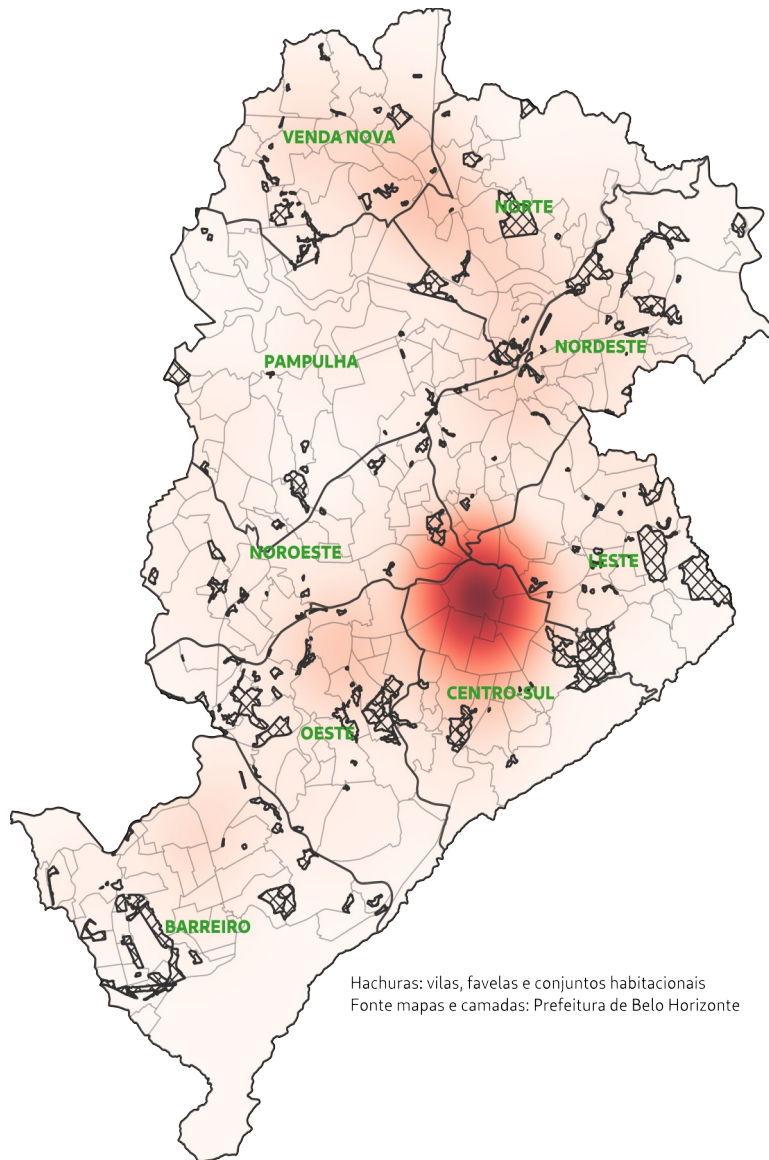 VENDA NOVA
NORTE
NORDESTE
PAMPULHA
NOROESTE
LESTE
CENTRO-SUL
OESTE
BARREIRO
Hachuras: vilas, favelas e conjuntos habitacionais
Fonte mapas e camadas: Prefeitura de Belo Horizonte